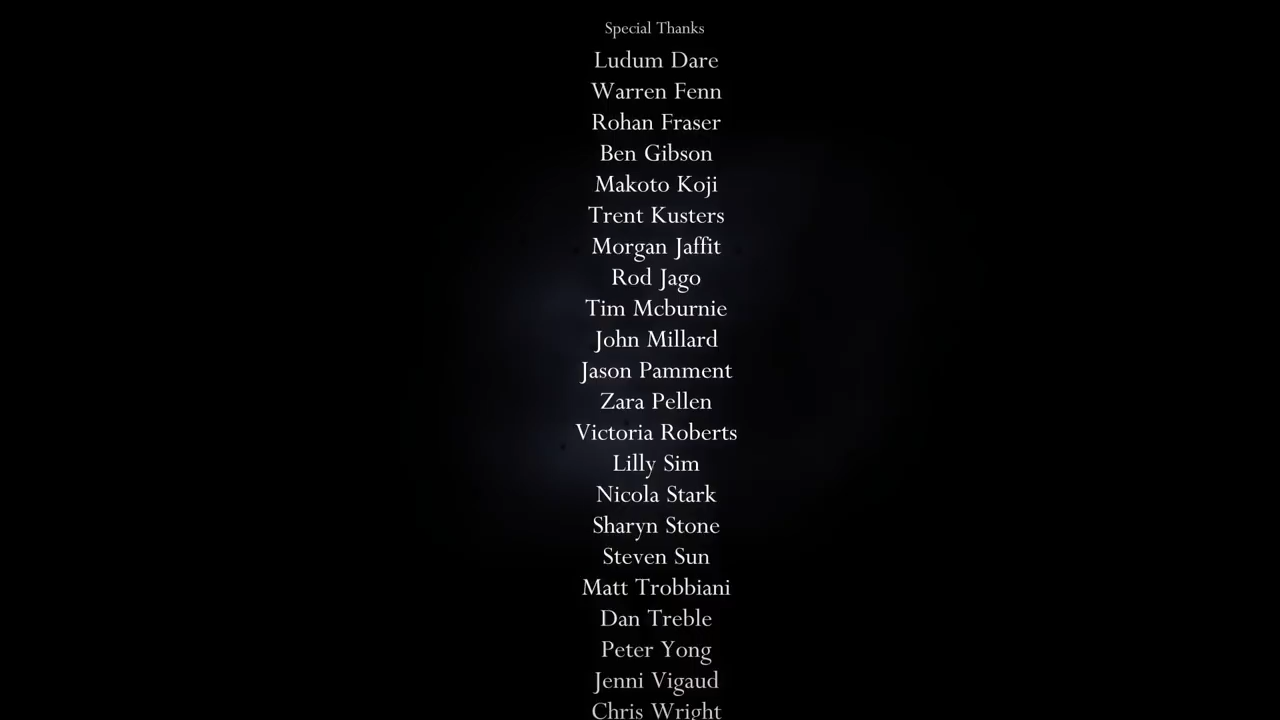 Special Thanks
Ludum Dare
Warren Fenn
Rohan Fraser
Ben Gibson
Makoto Koji
Trent Kusters
Morgan Jaffit
Rod Jago
Tim Mcburnie
John Millard
Jason Pamment
Zara Pellen
Victoria Roberts
Lilly Sim
Nicola Stark
Sharyn Stone
Steven Sun
Matt Trobbiani
Dan Treble
Peter Yong
Jenni Vigaud
Chris Wright